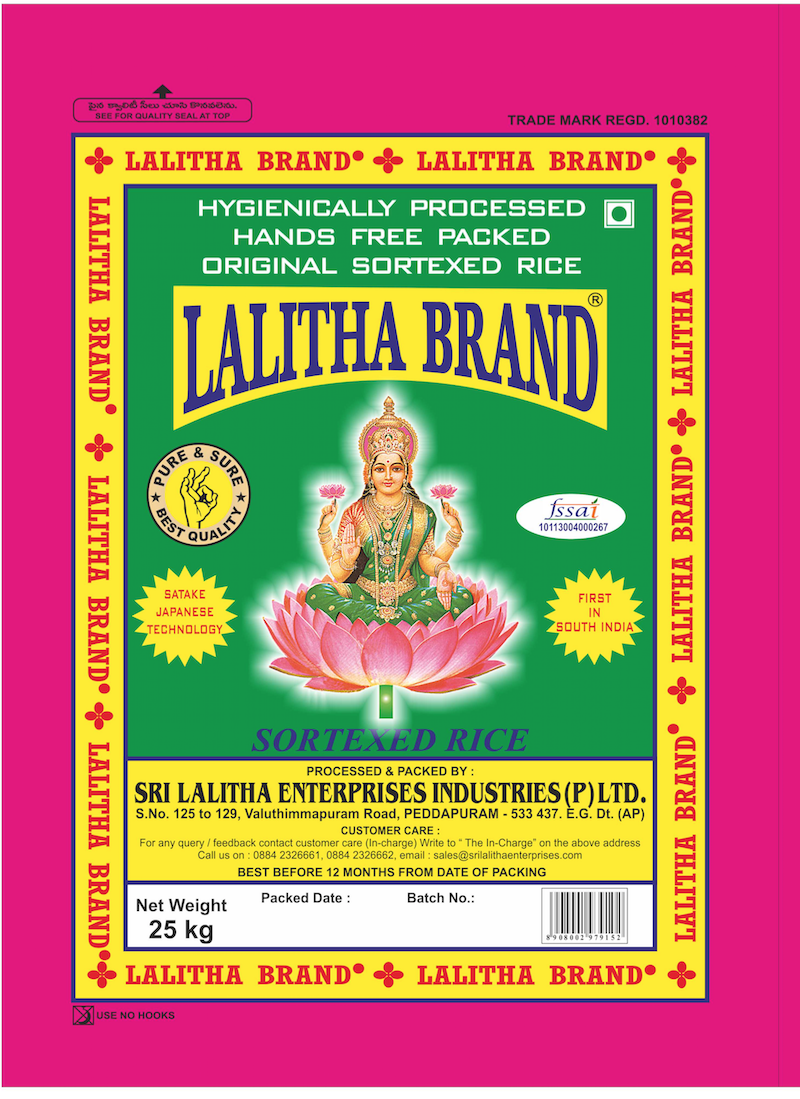 పైన క్వాలిటీ సీలు చూసి కొనవలెను.
SEE FOR QUALITY SEAL AT TOP
TRADE MARK REGD. 1010382
LALITHA BRAND LALITHA BRAND
LALITHA BRAND
LALITHA BRAND
LALITHA BRAND
HYGIENICALLY PROCESSED
HANDS FREE PACKED
ORIGINAL SORTEXED RICE
LALITHA BRAND®
PURE & SURE
BEST QUALITY
fssai
10113004000267
SATAKE
JAPANESE
TECHNOLOGY
FIRST
IN
SOUTH INDIA
SORTEXED RICE
PROCESSED & PACKED BY :
SRI LALITHA ENTERPRISES INDUSTRIES (P) LTD.
S.No. 125 to 129, Valuthimmapuram Road, PEDDAPURAM - 533 437. E.G. Dt. (AP)
CUSTOMER CARE :
For any query / feedback contact customer care (In-charge) Write to “ The In-Charge” on the above address
Call us on : 0884 2326661, 0884 2326662, email : sales@srilalithaenterprises.com
BEST BEFORE 12 MONTHS FROM DATE OF PACKING
Net Weight
25 kg
Packed Date :
Batch No.:
8908002979152
LALITHA BRAND
LALITHA BRAND
LALITHA BRAND
LALITHA BRAND LALITHA BRAND
USE NO HOOKS